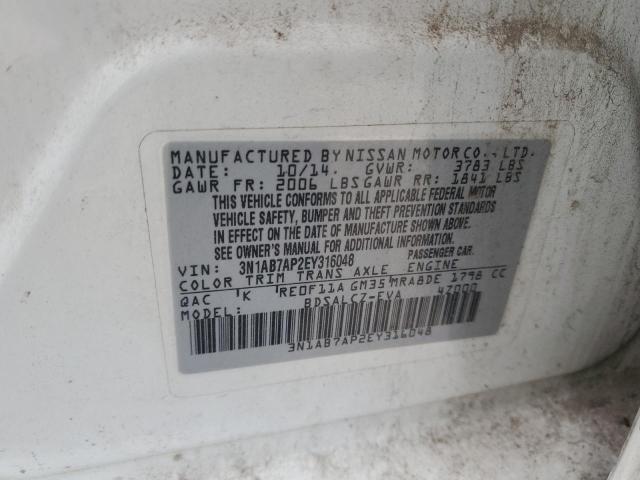 MANUFACTURED BY NISSAN MOTOR CO., LTD.
DATE: 10/14 GVWR: 3783 LBS
GAWR FR: 2006 LBS GAWR RR: 1841 LBS
THIS VEHICLE CONFORMS TO ALL APPLICABLE FEDERAL MOTOR
VEHICLE SAFETY, BUMPER AND THEFT PREVENTION STANDARDS
IN EFFECT ON THE DATE OF MANUFACTURE SHOWN ABOVE.
SEE OWNER'S MANUAL FOR ADDITIONAL INFORMATION.
VIN: 3N1AB7AP2EY316048 PASSENGER CAR.
COLOR TRIM TRANS AXLE ENGINE
QAC K RE0F11A GM35 MRA8DE 1798 CC
MODEL: BDSALCZ-EVA 4Z000
3N1AB7AP2EY316048